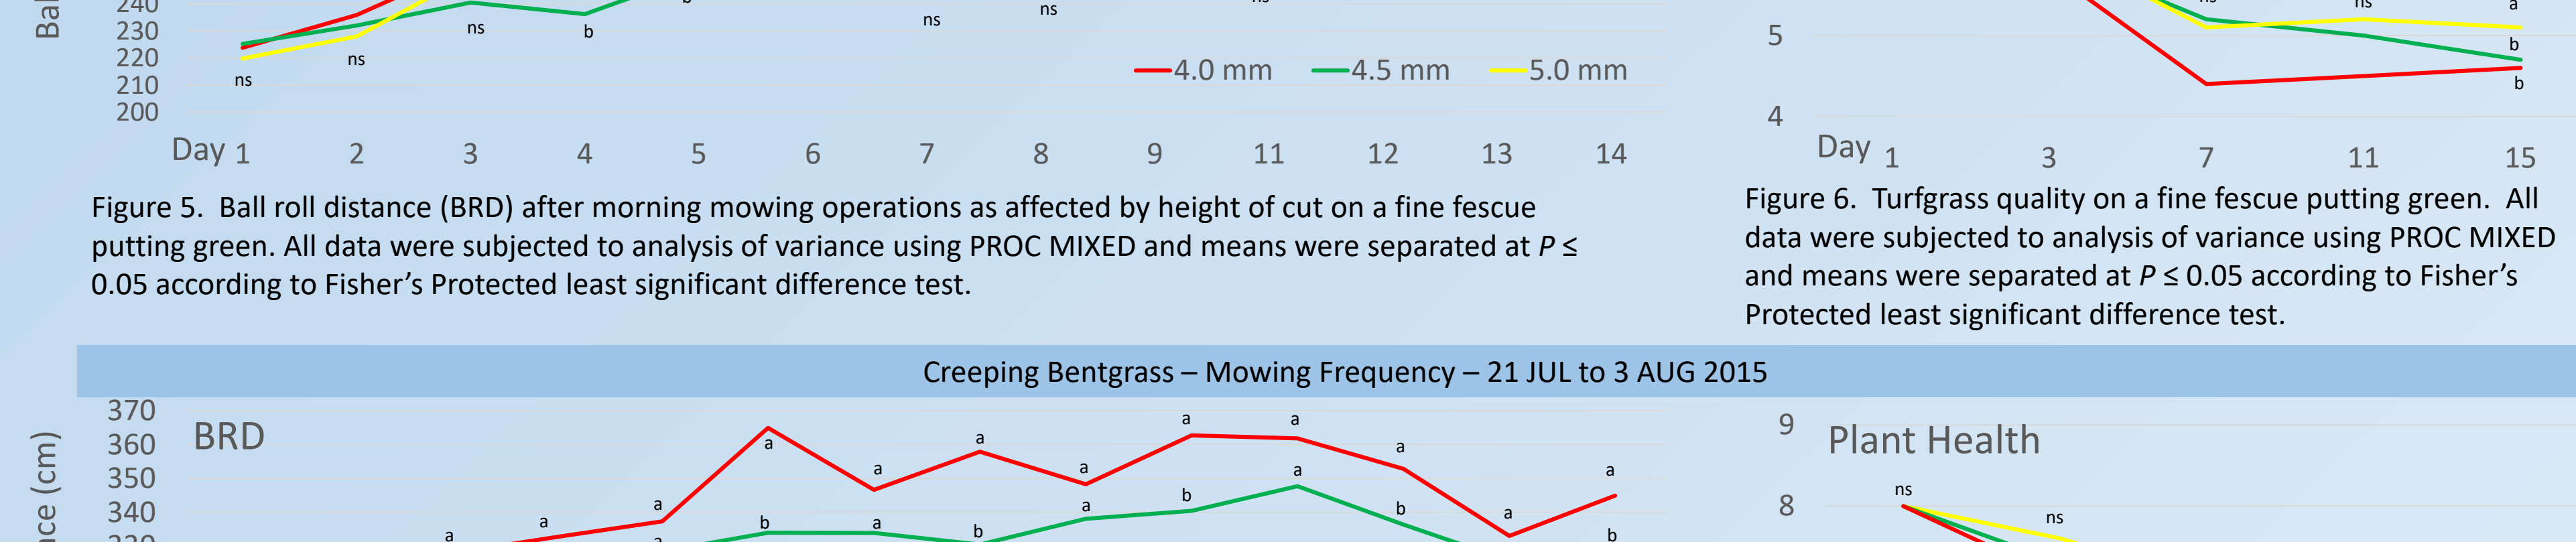 240
230
220
210
200
ns
ns
ns
b
ns
ns
4.0 mm 4.5 mm 5.0 mm
Day 1 2 3 4 5 6 7 8 9 11 12 13 14
Figure 5. Ball roll distance (BRD) after morning mowing operations as affected by height of cut on a fine fescue
putting green. All data were subjected to analysis of variance using PROC MIXED and means were separated at P ≤
0.05 according to Fisher’s Protected least significant difference test.
5
4
ns
a
b
b
Day 1 3 7 11 15
Figure 6. Turfgrass quality on a fine fescue putting green. All
data were subjected to analysis of variance using PROC MIXED
and means were separated at P ≤ 0.05 according to Fisher’s
Protected least significant difference test.
Creeping Bentgrass – Mowing Frequency – 21 JUL to 3 AUG 2015
370
360
350
340
BRD
a a a a a a a a a a a a a
b a b a b a b b
9
8
Plant Health
ns
ns